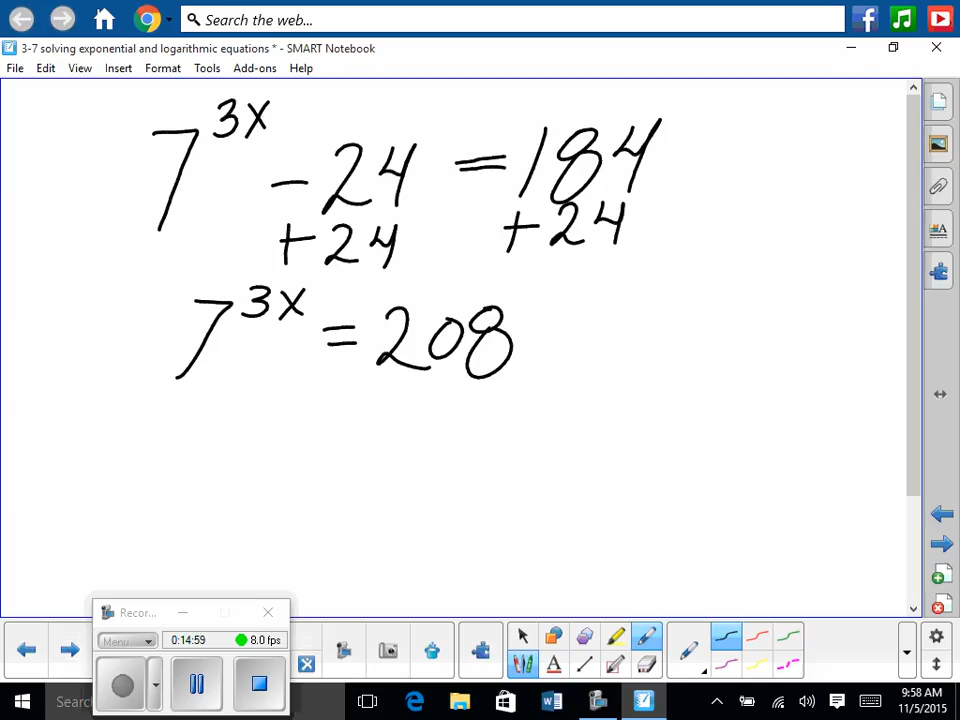 Search the web...
3-7 solving exponential and logarithmic equations * - SMART Notebook
File Edit View Insert Format Tools Add-ons Help
7^{3x} - 24 = 184
+24 +24
7^{3x} = 208
Recor...
Menu 0:14:59 8.0 fps
Searc
9:58 AM
11/5/2015